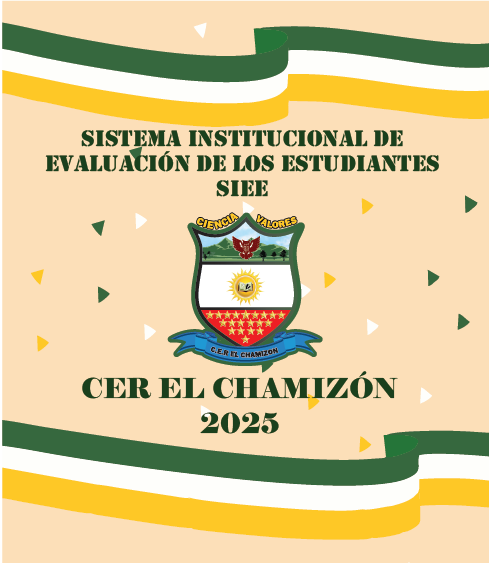 SISTEMA INSTITUCIONAL DE
EVALUACIÓN DE LOS ESTUDIANTES
SIEE
CIENCIA VALORES
C.E.R EL CHAMIZON
CER EL CHAMIZÓN
2025